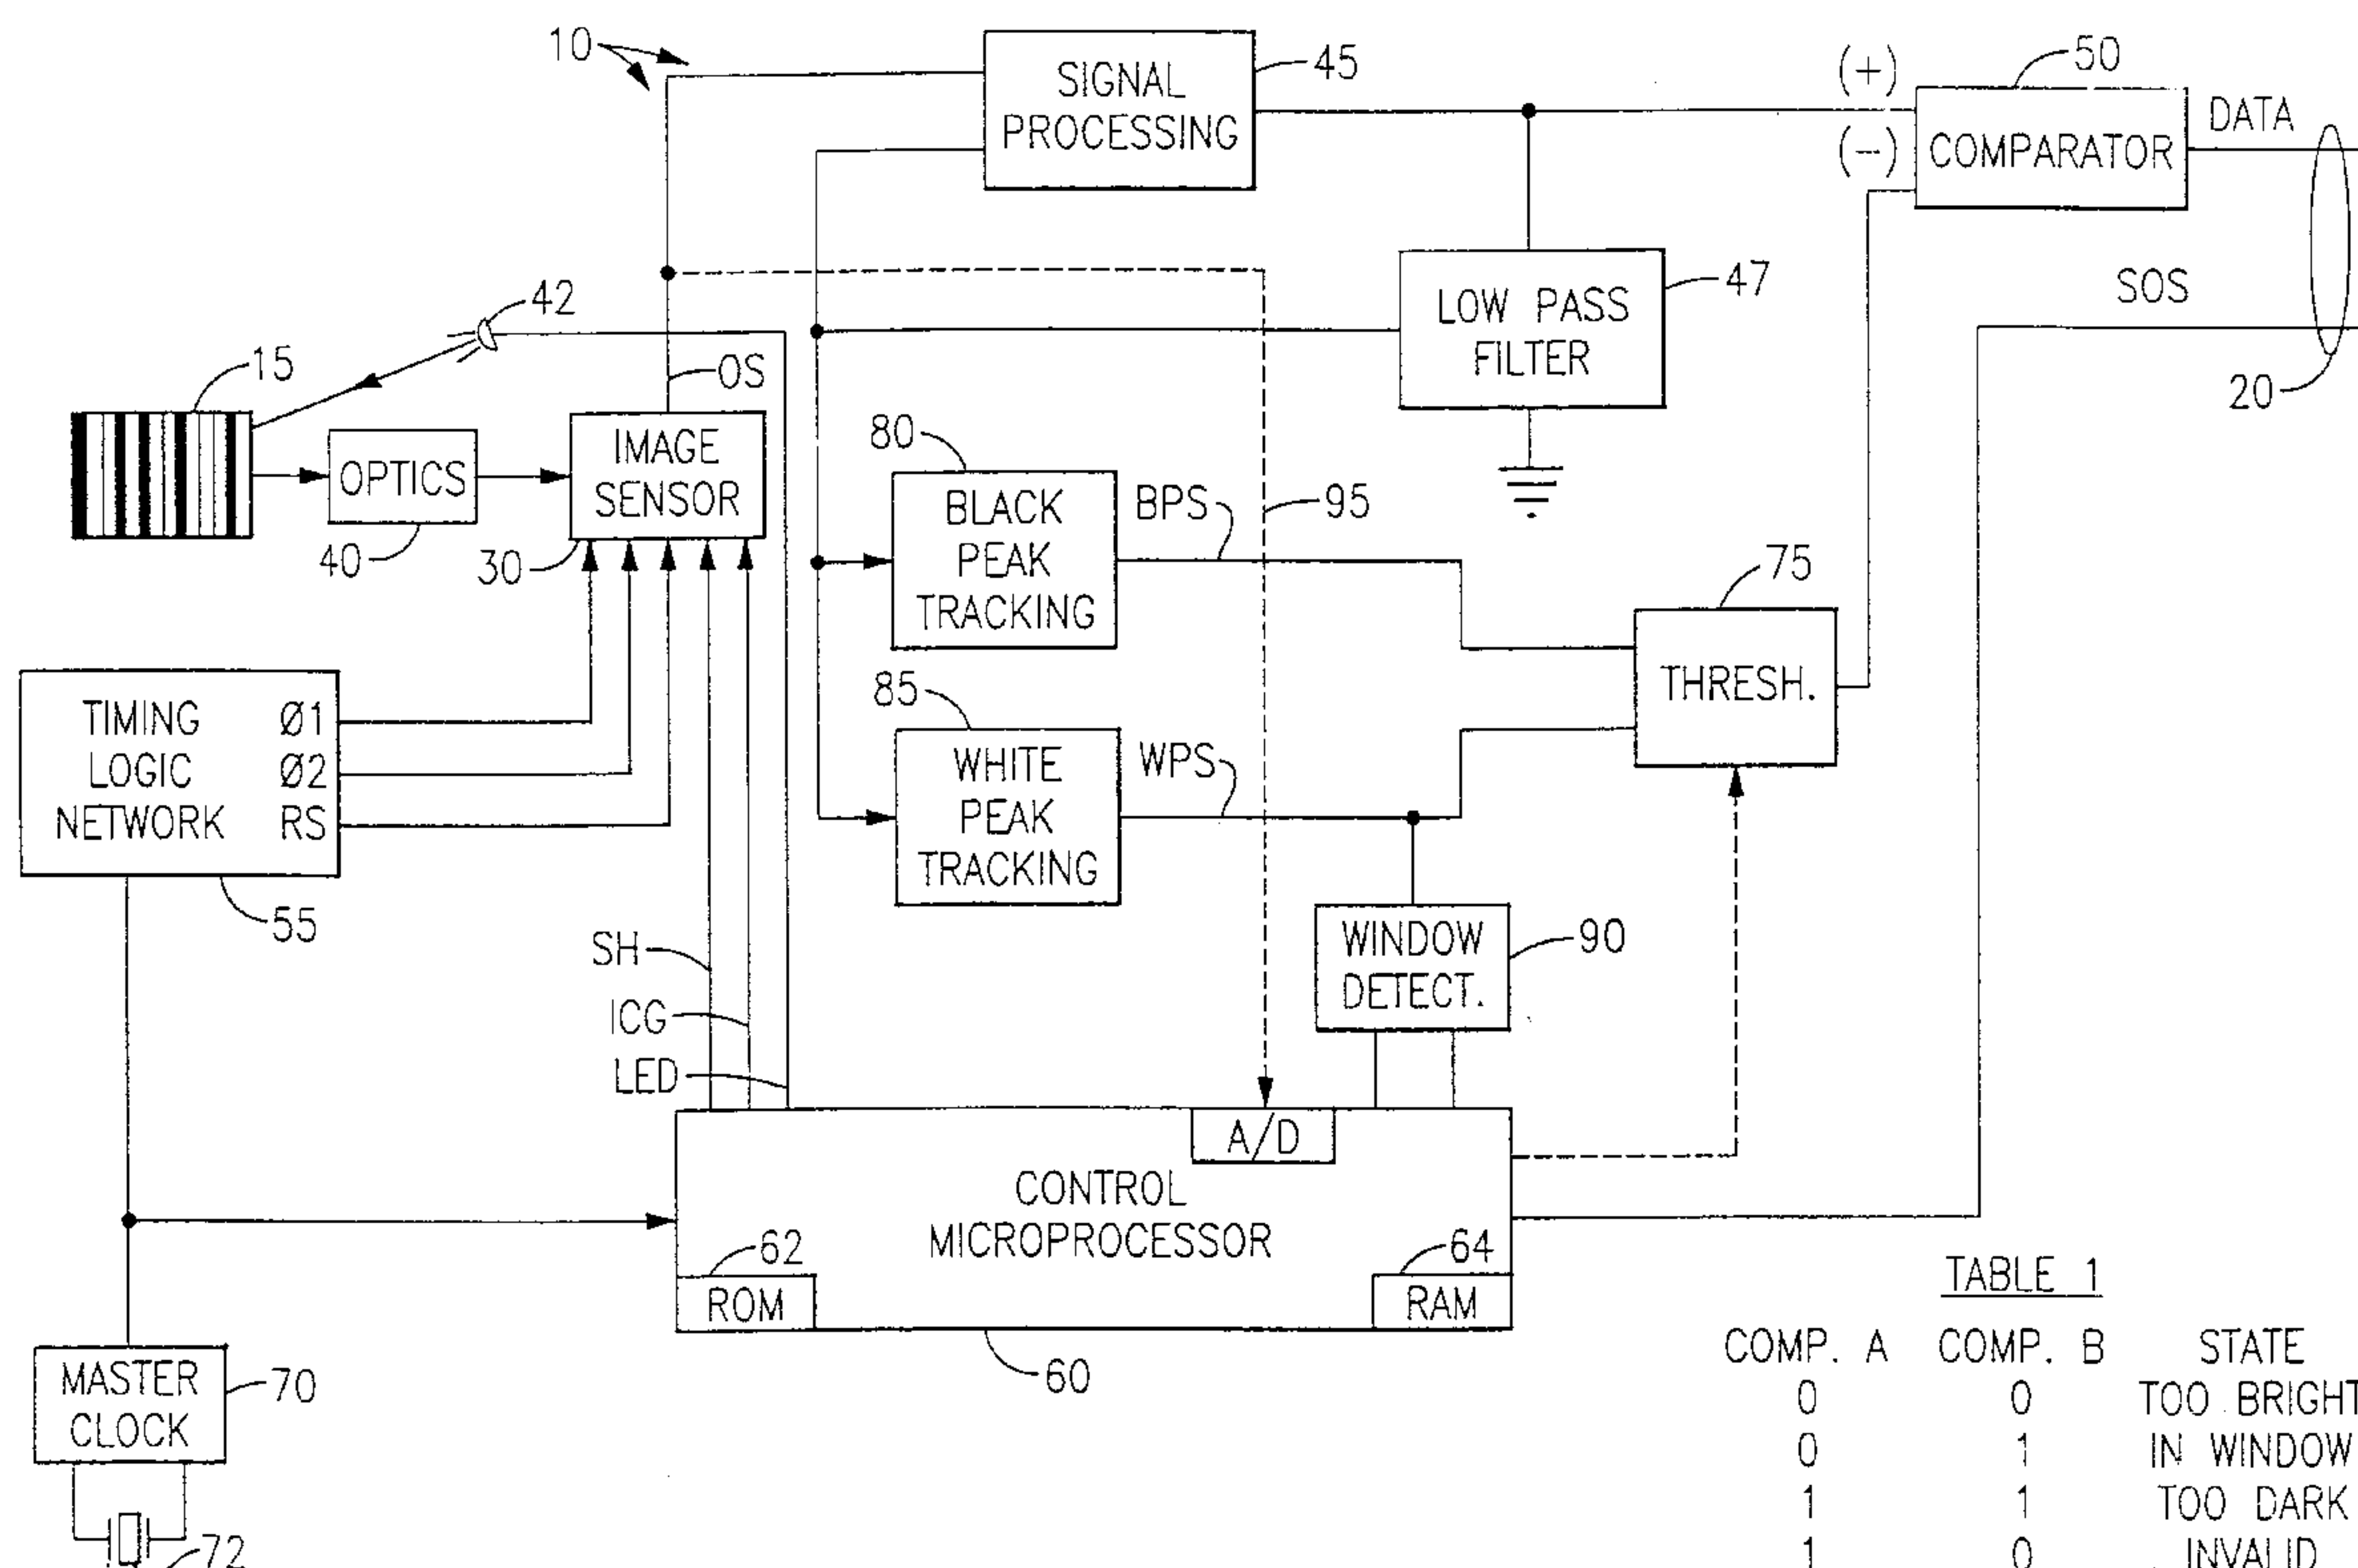 10
SIGNAL
PROCESSING
45
(+)
(-)
50
COMPARATOR
DATA
SOS
20
42
15
OS
LOW PASS
FILTER
47
OPTICS
40
IMAGE
SENSOR
30
80
BLACK
PEAK
TRACKING
BPS
95
75
THRESH.
TIMING
LOGIC
NETWORK
Ø1
Ø2
RS
55
85
WHITE
PEAK
TRACKING
WPS
WINDOW
DETECT.
90
SH
ICG
LED
A/D
CONTROL
MICROPROCESSOR
62
ROM
64
RAM
60
MASTER
CLOCK
70
72
TABLE 1
COMP. A COMP. B STATE
0 0 TOO BRIGHT
0 1 IN WINDOW
1 1 TOO DARK
1 0 INVALID